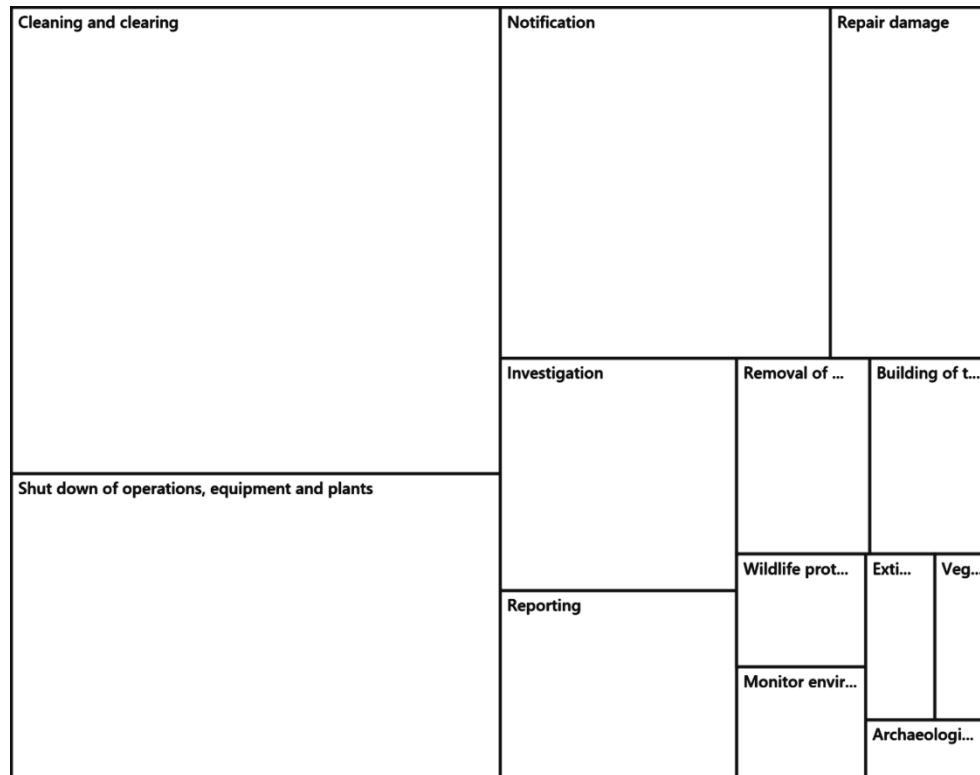 Cleaning and clearing
Notification
Repair damage
Investigation
Removal of ...
Building of t...
Shut down of operations, equipment and plants
Wildlife prot...
Exti...
Veg...
Reporting
Monitor envir...
Archaeologi...